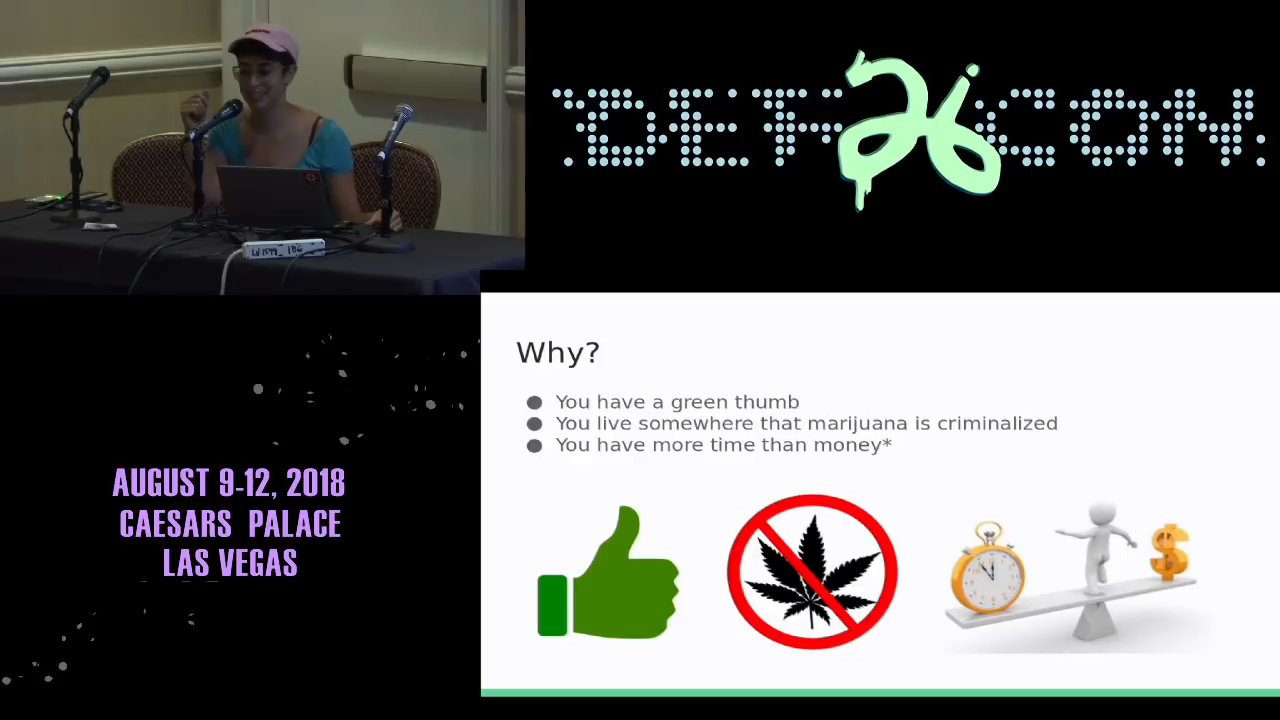 DEF 26 CON
Why?
You have a green thumb
You live somewhere that marijuana is criminalized
You have more time than money*
$
AUGUST 9-12, 2018
CAESARS PALACE
LAS VEGAS